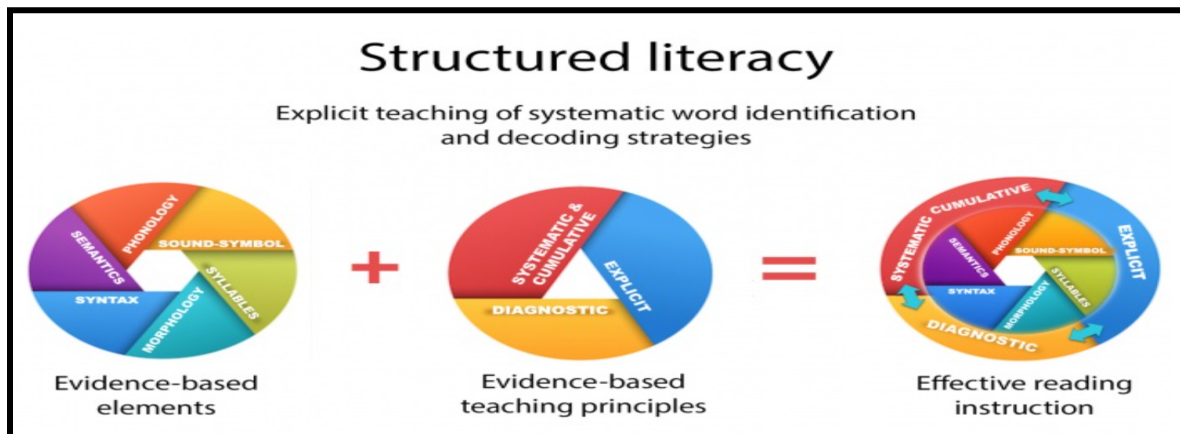 Structured literacy
Explicit teaching of systematic word identification
and decoding strategies
PHONOLOGY
SOUND-SYMBOL
SYLLABLES
MORPHOLOGY
SYNTAX
SEMANTICS
+
SYSTEMATIC &
CUMULATIVE
EXPLICIT
DIAGNOSTIC
=
SYSTEMATIC CUMULATIVE
EXPLICIT
DIAGNOSTIC
PHONOLOGY
SOUND-SYMBOL
SYLLABLES
MORPHOLOGY
SYNTAX
SEMANTICS
Evidence-based
elements
Evidence-based
teaching principles
Effective reading
instruction